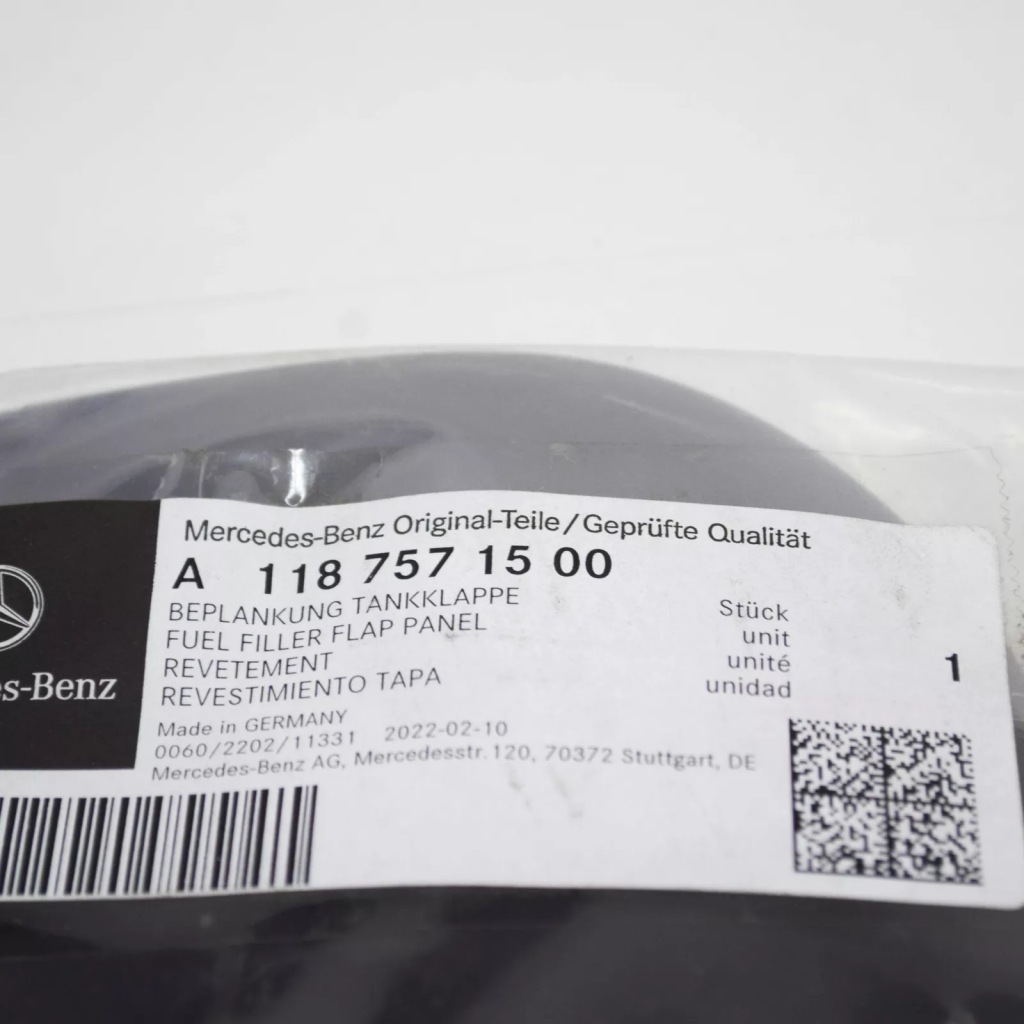 Mercedes-Benz Original-Teile/Geprüfte Qualität
A 118 757 15 00
BEPLANKUNG TANKKLAPPE
FUEL FILLER FLAP PANEL
REVETEMENT
REVESTIMIENTO TAPA
Stück
unit
unité
unidad
1
es-Benz
Made in GERMANY
0060/2202/11331 2022-02-10
Mercedes-Benz AG, Mercedesstr.120, 70372 Stuttgart, DE